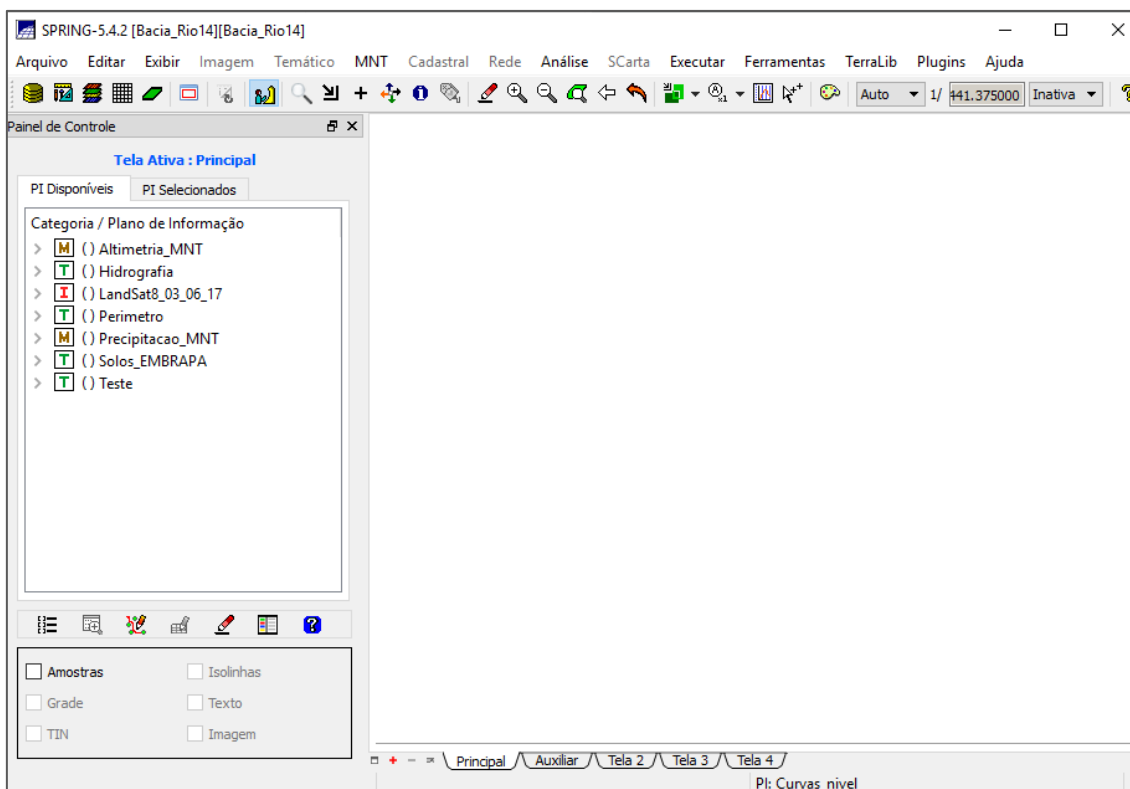 SPRING-5.4.2 [Bacia_Rio14][Bacia_Rio14]
Arquivo Editar Exibir Imagem Temático MNT Cadastral Rede Análise SCarta Executar Ferramentas TerraLib Plugins Ajuda
Auto 1/ 441.375000 Inativa
Painel de Controle
Tela Ativa : Principal
PI Disponíveis PI Selecionados
Categoria / Plano de Informação
M () Altimetria_MNT
T () Hidrografia
I () LandSat8_03_06_17
T () Perimetro
M () Precipitacao_MNT
T () Solos_EMBRAPA
T () Teste
Amostras Isolinhas
Grade Texto
TIN Imagem
Principal Auxiliar Tela 2 Tela 3 Tela 4
PI: Curvas_nivel